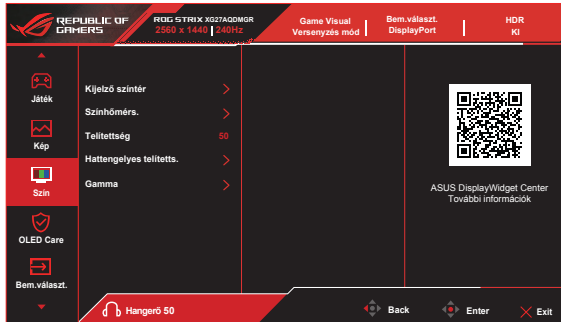 REPUBLIC OF
GAMERS
ROG STRIX XG27AQDMGR
2560 x 1440 240Hz
Game Visual
Versenyzés mód
Bem.választ.
DisplayPort
HDR
KI
Játék
Kép
Szín
OLED Care
Bem.választ.
Kijelző színtér
Színhőmérs.
Telítettség 50
Hattengelyes telítetts.
Gamma
ASUS DisplayWidget Center
További információk
Hangerő 50
Back
Enter
Exit